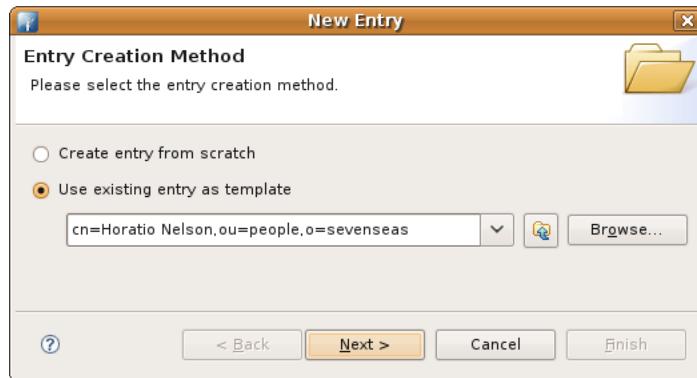 New Entry
Entry Creation Method
Please select the entry creation method.
Create entry from scratch
Use existing entry as template
cn=Horatio Nelson,ou=people,o=sevenseas
Browse...
< Back
Next >
Cancel
Finish